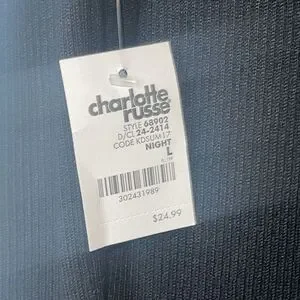 charlotte
russe
STYLE 68902
D/CL 24-2414
CODE KDSUM17
NIGHT
L
302431989
$24.99